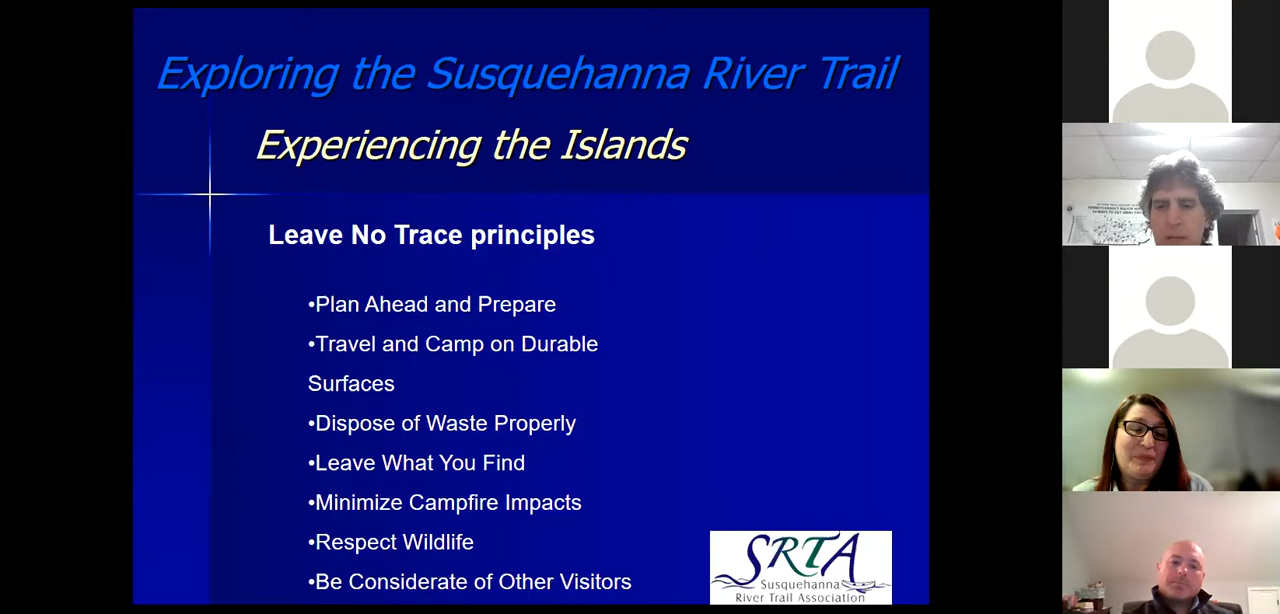 Exploring the Susquehanna River Trail
Experiencing the Islands
Leave No Trace principles
•Plan Ahead and Prepare
•Travel and Camp on Durable
Surfaces
•Dispose of Waste Properly
•Leave What You Find
•Minimize Campfire Impacts
•Respect Wildlife
•Be Considerate of Other Visitors
SRTA
Susquehanna
River Trail Association